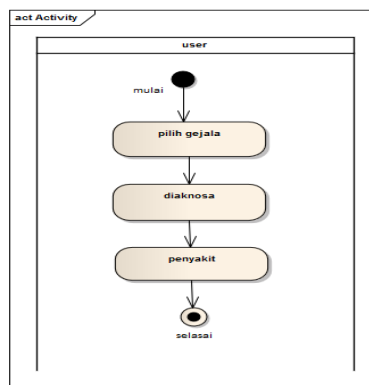 act Activity
user
mulai
pilih gejala
diaknosa
penyakit
selasai